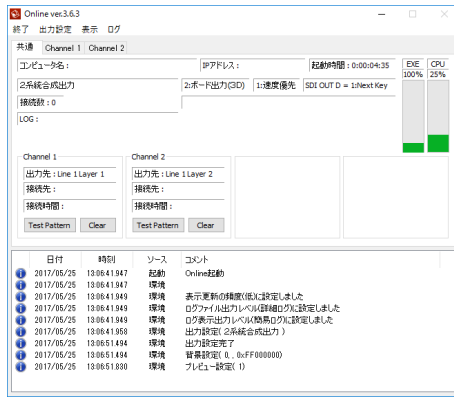 Online ver.3.6.3
終了 出力設定 表示 ログ
共通 Channel 1 Channel 2
コンピュータ名: IPアドレス: 起動時間: 0:00:04:35 EXE CPU
100% 25%
2系統合成出力 2:ボード出力(3D) 1:速度優先 SDI OUT D = 1:Next Key
接続数: 0
LOG :
Channel 1 Channel 2
出力先: Line 1 Layer 1 出力先: Line 1 Layer 2
接続先: 接続先:
接続時間: 接続時間:
Test Pattern Clear Test Pattern Clear
日付 時刻 ソース コメント
2017/05/25 13:06:41.947 起動 Online起動
2017/05/25 13:06:41.947 環境
2017/05/25 13:06:41.949 環境 表示更新の頻度(低)に設定しました
2017/05/25 13:06:41.949 環境 ログファイル出力レベル(詳細ログ)に設定しました
2017/05/25 13:06:41.949 環境 ログ表示出力レベル(簡易ログ)に設定しました
2017/05/25 13:06:41.958 環境 出力設定( 2系統合成出力 )
2017/05/25 13:06:51.494 環境 出力設定完了
2017/05/25 13:06:51.494 環境 背景設定( 0, , 0xFF000000)
2017/05/25 13:06:51.830 環境 プレビュー設定( 1)